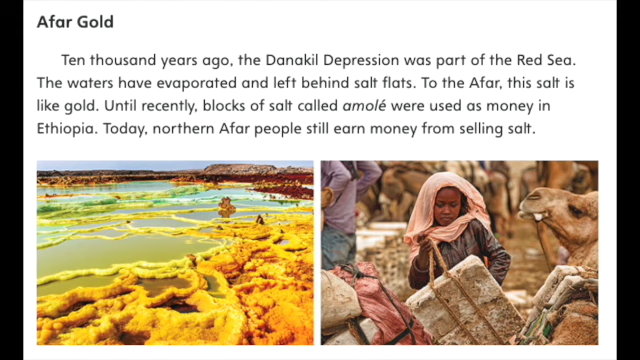 Afar Gold
Ten thousand years ago, the Danakil Depression was part of the Red Sea.
The waters have evaporated and left behind salt flats. To the Afar, this salt is
like gold. Until recently, blocks of salt called amolé were used as money in
Ethiopia. Today, northern Afar people still earn money from selling salt.